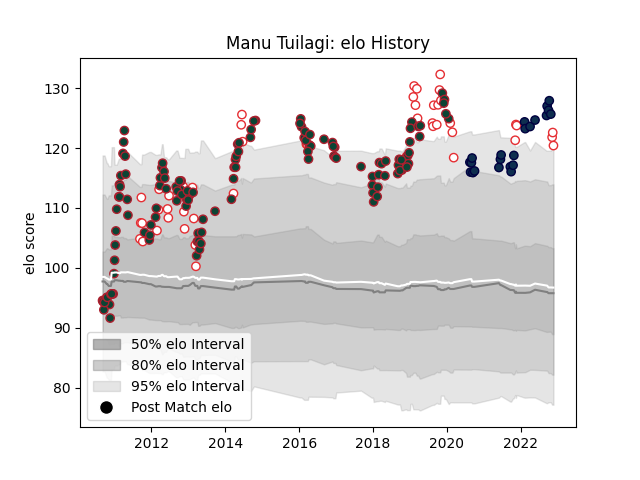 Manu Tuilagi: elo History
elo score
130
120
110
100
90
80
50% elo Interval
80% elo Interval
95% elo Interval
Post Match elo
2012
2014
2016
2018
2020
2022